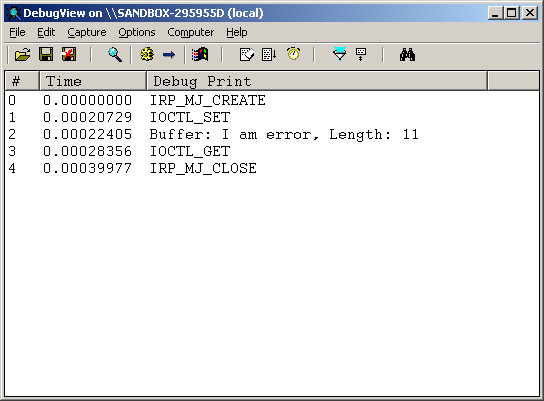 DebugView on \\SANDBOX-295955D (local)
File Edit Capture Options Computer Help
# Time Debug Print
0 0.00000000 IRP_MJ_CREATE
1 0.00020729 IOCTL_SET
2 0.00022405 Buffer: I am error, Length: 11
3 0.00028356 IOCTL_GET
4 0.00039977 IRP_MJ_CLOSE